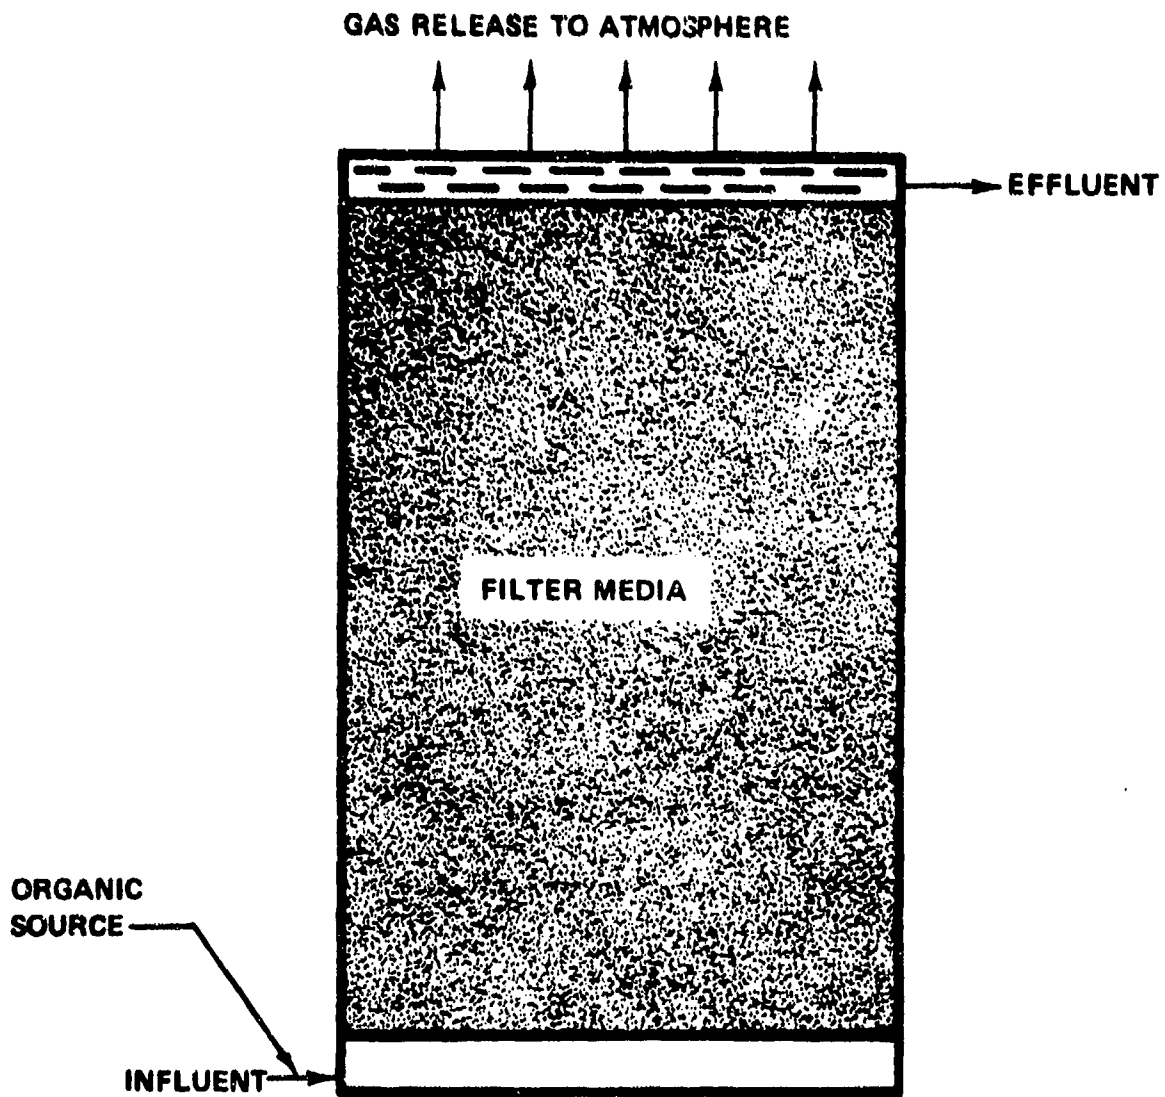 GAS RELEASE TO ATMOSPHERE
EFFLUENT
FILTER MEDIA
ORGANIC
SOURCE
INFLUENT